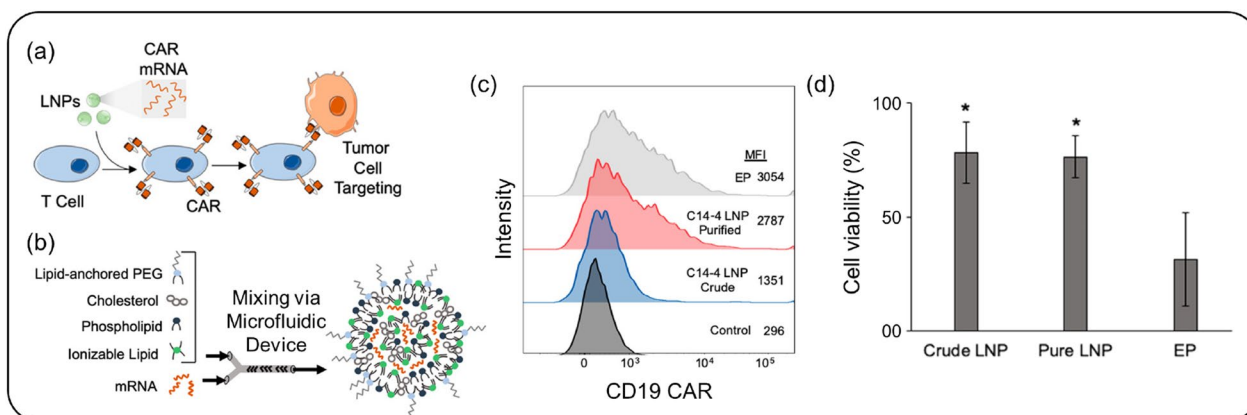 (a)
CAR
mRNA
LNPs
T Cell
CAR
Tumor
Cell
Targeting
(b)
Lipid-anchored PEG
Cholesterol
Phospholipid
Ionizable Lipid
mRNA
Mixing via
Microfluidic
Device
(c)
Intensity
MFI
EP 3054
C14-4 LNP
Purified 2787
C14-4 LNP
Crude 1351
Control 296
0 10³ 10⁴ 10⁵
CD19 CAR
(d)
Cell viability (%)
100
50
00
* *
Crude LNP Pure LNP EP